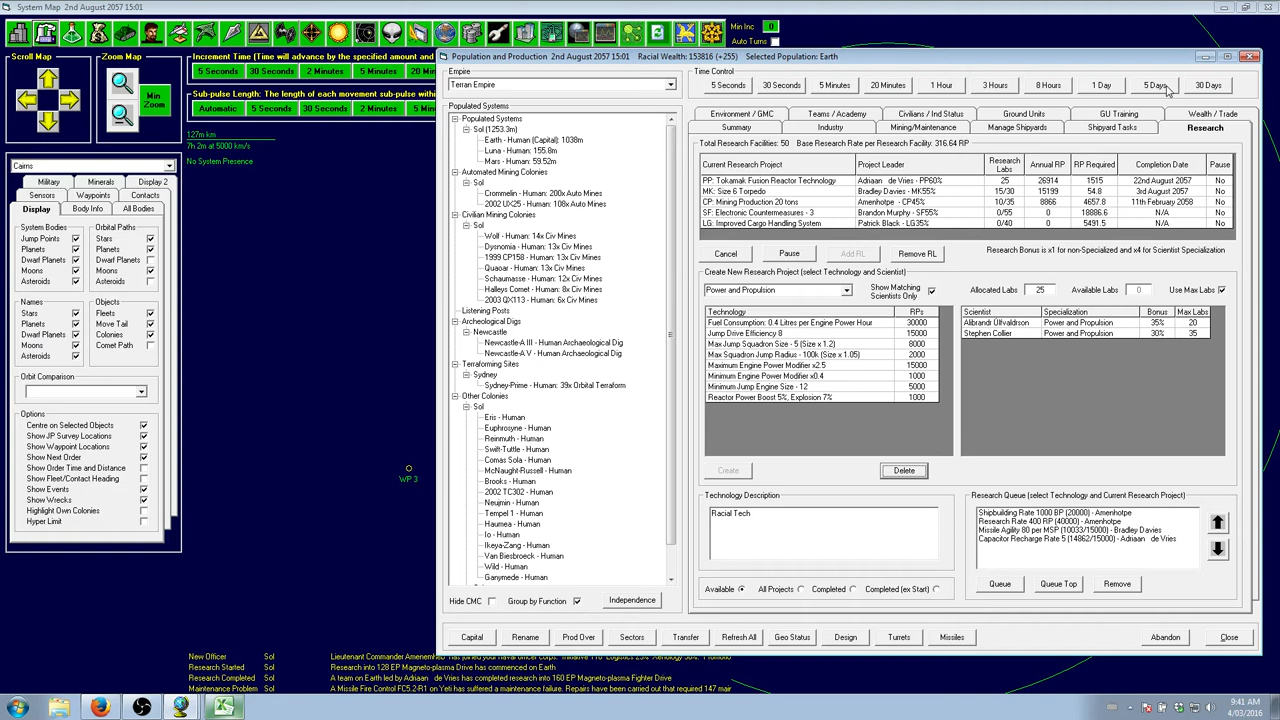 System Map   2nd August 2057 15:01
Min Inc 0
Auto Turns
Scroll Map
Zoom Map
Min Zoom
Increment Time (Time will advance by the specified amount
5 Seconds 30 Seconds 2 Minutes 5 Minutes
Sub-pulse Length: The length of each movement sub-pulse within
Automatic 5 Seconds 30 Seconds 2 Minutes
127m km
7h 2m at 5000 km/s
No System Presence
Cairns
Military Minerals Display 2
Sensors Waypoints Contacts
Display Body Info All Bodies
System Bodies
Jump Points
Planets
Dwarf Planets
Moons
Asteroids
Orbital Paths
Stars
Planets
Dwarf Planets
Moons
Asteroids
Names
Stars
Planets
Dwarf Planets
Moons
Asteroids
Objects
Fleets
Move Tail
Colonies
Comet Path
Orbit Comparison
Options
Centre on Selected Objects
Show JP Survey Locations
Show Waypoint Locations
Show Next Order
Show Order Time and Distance
Show Fleet/Contact Heading
Show Events
Show Wrecks
Highlight Own Colonies
Hyper Limit
WP 3
Population and Production   2nd August 2057 15:01   Racial Wealth: 153816 (+255)   Selected Population: Earth
Empire
Terran Empire
Populated Systems
Populated Systems
Sol (1253.3m)
Earth - Human (Capital): 1038m
Luna - Human: 155.8m
Mars - Human: 59.52m
Automated Mining Colonies
Sol
Crommelin - Human: 200x Auto Mines
2002 UX25 - Human: 108x Auto Mines
Civilian Mining Colonies
Sol
Wolf - Human: 14x Civ Mines
Dysnomia - Human: 13x Civ Mines
1999 CP158 - Human: 13x Civ Mines
Quaoar - Human: 13x Civ Mines
Schaumasse - Human: 12x Civ Mines
Halleys Comet - Human: 8x Civ Mines
2003 QX113 - Human: 6x Civ Mines
Listening Posts
Archeological Digs
Newcastle
Newcastle-A III - Human: Archaeological Dig
Newcastle-A V - Human: Archaeological Dig
Terraforming Sites
Sydney
Sydney-Prime - Human: 39x Orbital Terraform
Other Colonies
Sol
Eris - Human
Euphrosyne - Human
Reinmuth - Human
Swift-Tuttle - Human
Comas Sola - Human
McNaught-Russell - Human
Brooks - Human
2002 TC302 - Human
Neujmin - Human
Tempel 1 - Human
Haumea - Human
Io - Human
Ikeya-Zang - Human
Van Biesbroeck - Human
Wild - Human
Ganymede - Human
Hide CMC Group by Function Independence
Time Control
5 Seconds 30 Seconds 5 Minutes 20 Minutes 1 Hour 3 Hours 8 Hours 1 Day 5 Days 30 Days
Environment / GMC Teams / Academy Civilians / Ind Status Ground Units GU Training Wealth / Trade
Summary Industry Mining/Maintenance Manage Shipyards Shipyard Tasks Research
Total Research Facilities: 50   Base Research Rate per Research Facility: 316.64 RP
Current Research Project Project Leader Research Labs Annual RP RP Required Completion Date Pause
PP: Tokamak Fusion Reactor Technology Adriaan de Vries - PP60% 25 26914 1515 22nd August 2057 No
MK: Size 6 Torpedo Bradley Davies - MK55% 15/30 15199 54.8 3rd August 2057 No
CP: Mining Production 20 tons Amenhotpe - CP45% 10/35 8866 4657.8 11th February 2058 No
SF: Electronic Countermeasures - 3 Brandon Murphy - SF55% 0/55 0 18886.6 N/A No
LG: Improved Cargo Handling System Patrick Black - LG35% 0/40 0 5491.5 N/A No
Cancel Pause Add RL Remove RL
Research Bonus is x1 for non-Specialized and x4 for Scientist Specialization
Create New Research Project (select Technology and Scientist)
Power and Propulsion
Show Matching Scientists Only
Allocated Labs 25 Available Labs 0 Use Max Labs
Technology RPs
Fuel Consumption: 0.4 Litres per Engine Power Hour 30000
Jump Drive Efficiency 8 15000
Max Jump Squadron Size - 5 (Size x 1.2) 8000
Max Squadron Jump Radius - 100k (Size x 1.05) 2000
Maximum Engine Power Modifier x2.5 15000
Minimum Engine Power Modifier x0.4 1000
Minimum Jump Engine Size - 12 5000
Reactor Power Boost 5%, Explosion 7% 1000
Scientist Specialization Bonus Max Labs
Alibrandi Úlfvaldrson Power and Propulsion 35% 20
Stephen Collier Power and Propulsion 30% 35
Create Delete
Technology Description
Racial Tech
Research Queue (select Technology and Current Research Project)
Shipbuilding Rate 1000 BP (20000) - Amenhotpe
Research Rate 400 RP (40000) - Amenhotpe
Missile Agility 80 per MSP (10033/15000) - Bradley Davies
Capacitor Recharge Rate 5 (14862/15000) - Adriaan de Vries
Available All Projects Completed Completed (ex Start)
Queue Queue Top Remove
Capital Rename Prod Over Sectors Transfer Refresh All Geo Status Design Turrets Missiles Abandon Close
New Officer Sol
Research Started Sol Research into 128 EP Magneto-plasma Drive has commenced on Earth
Research Completed Sol A team on Earth led by Adriaan de Vries has completed research into 160 EP Magneto-plasma Fighter Drive
Maintenance Problem Sol A Missile Fire Control FC5.2-R1 on Yeti has suffered a maintenance failure. Repairs have been carried out that required 147 mair
9:41 AM
4/03/2016